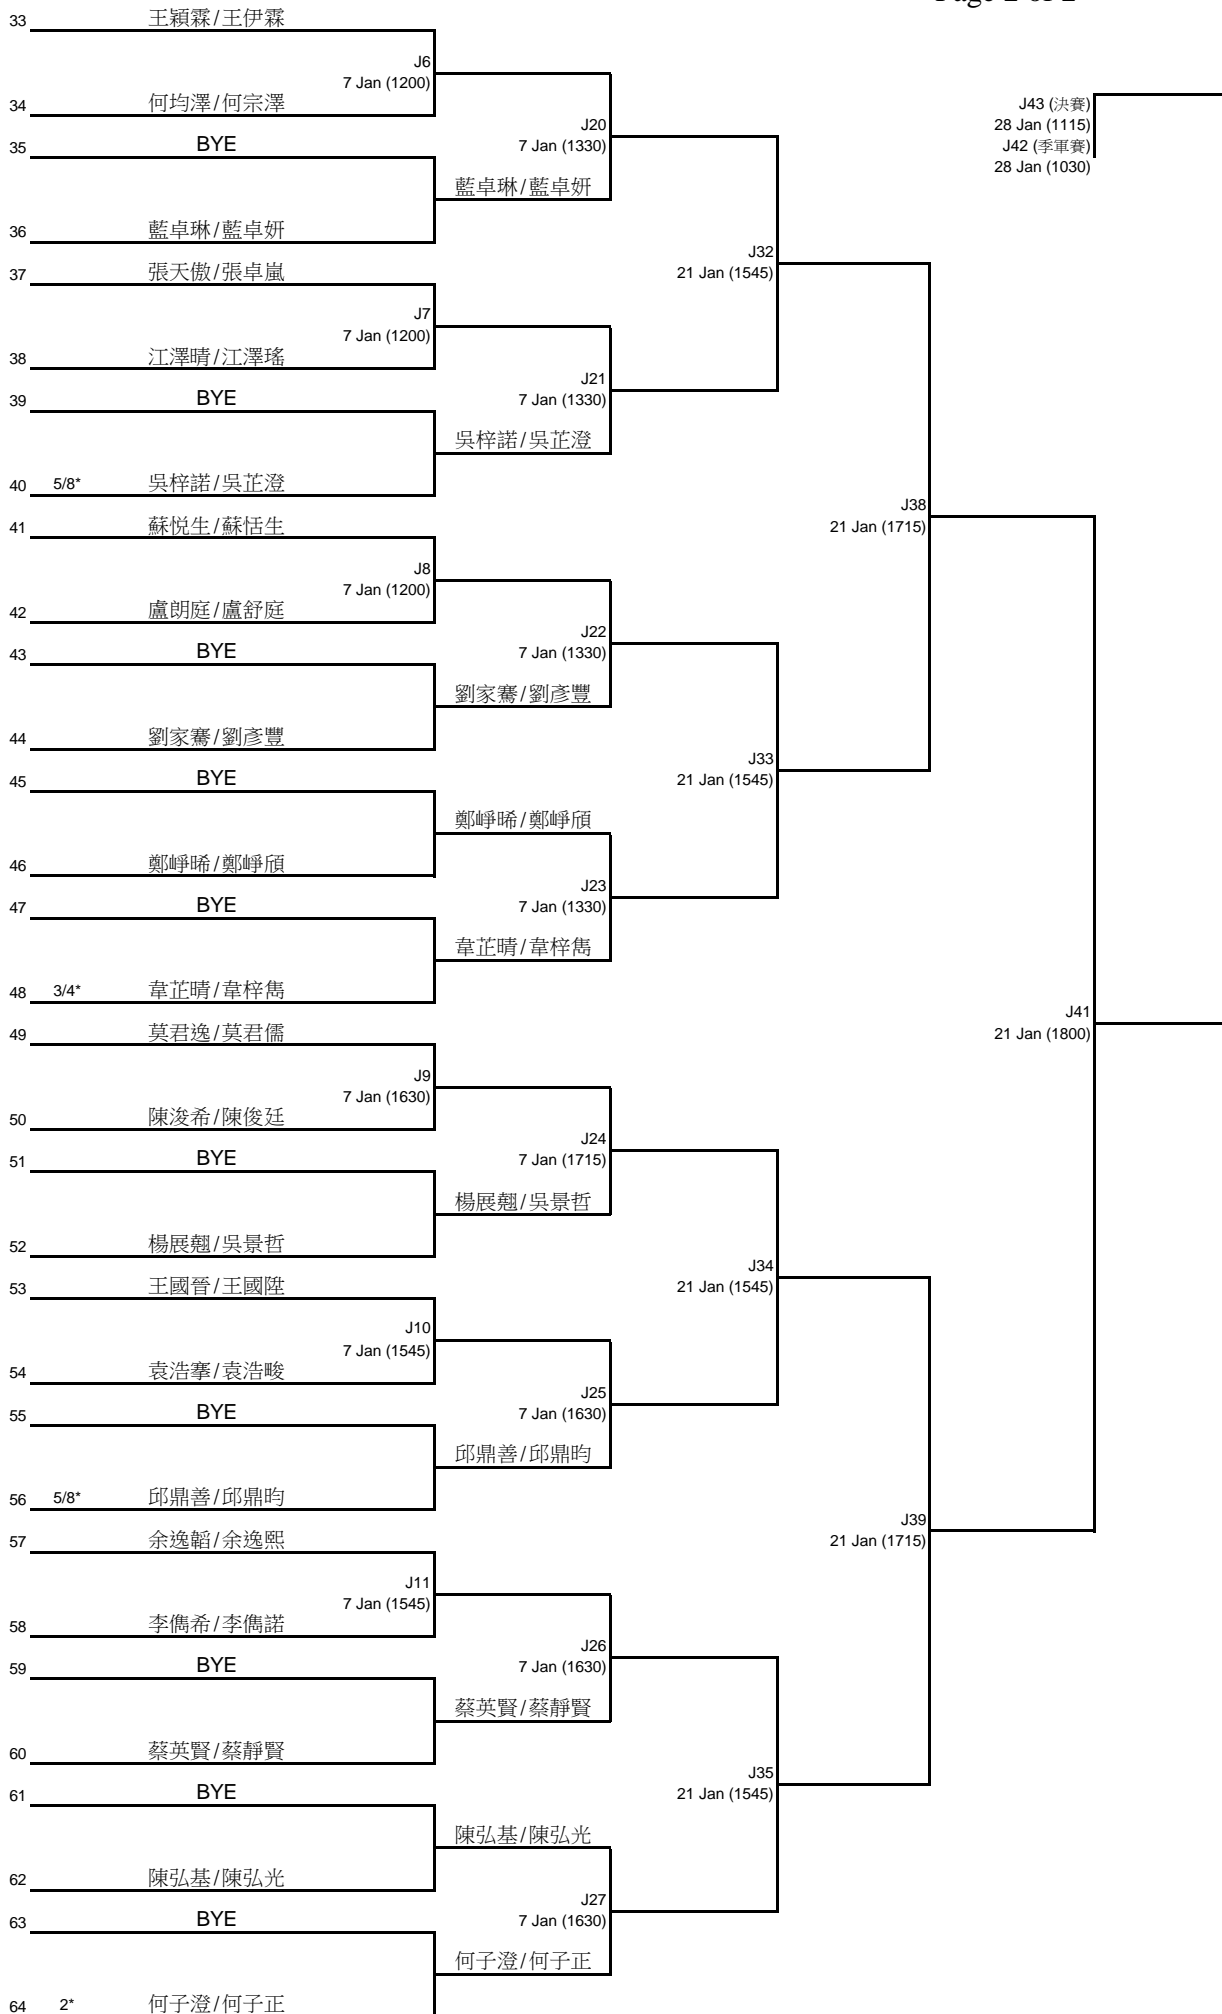 Page 2 of 2
33 王穎霖/王伊霖
J6
7 Jan (1200)
34 何均澤/何宗澤
J43 (決賽)
28 Jan (1115)
J42 (季軍賽)
28 Jan (1030)
J20
7 Jan (1330)
35 BYE
藍卓琳/藍卓妍
36 藍卓琳/藍卓妍
J32
21 Jan (1545)
37 張天傲/張卓嵐
J7
7 Jan (1200)
38 江澤晴/江澤瑤
J21
7 Jan (1330)
39 BYE
吳梓諾/吳芷澄
40 5/8* 吳梓諾/吳芷澄
J38
21 Jan (1715)
41 蘇悦生/蘇恬生
J8
7 Jan (1200)
42 盧朗庭/盧舒庭
J22
7 Jan (1330)
43 BYE
劉家騫/劉彥豐
44 劉家騫/劉彥豐
J33
21 Jan (1545)
45 BYE
鄭崢晞/鄭崢頎
46 鄭崢晞/鄭崢頎
J23
7 Jan (1330)
47 BYE
韋芷晴/韋梓雋
48 3/4* 韋芷晴/韋梓雋
J41
21 Jan (1800)
49 莫君逸/莫君儒
J9
7 Jan (1630)
50 陳浚希/陳俊廷
J24
7 Jan (1715)
51 BYE
楊展翹/吳景哲
52 楊展翹/吳景哲
J34
21 Jan (1545)
53 王國晉/王國陞
J10
7 Jan (1545)
54 袁浩搴/袁浩畯
J25
7 Jan (1630)
55 BYE
邱鼎善/邱鼎昀
56 5/8* 邱鼎善/邱鼎昀
J39
21 Jan (1715)
57 余逸韜/余逸熙
J11
7 Jan (1545)
58 李儁希/李儁諾
J26
7 Jan (1630)
59 BYE
蔡英賢/蔡靜賢
60 蔡英賢/蔡靜賢
J35
21 Jan (1545)
61 BYE
陳弘基/陳弘光
62 陳弘基/陳弘光
J27
7 Jan (1630)
63 BYE
何子澄/何子正
64 2* 何子澄/何子正